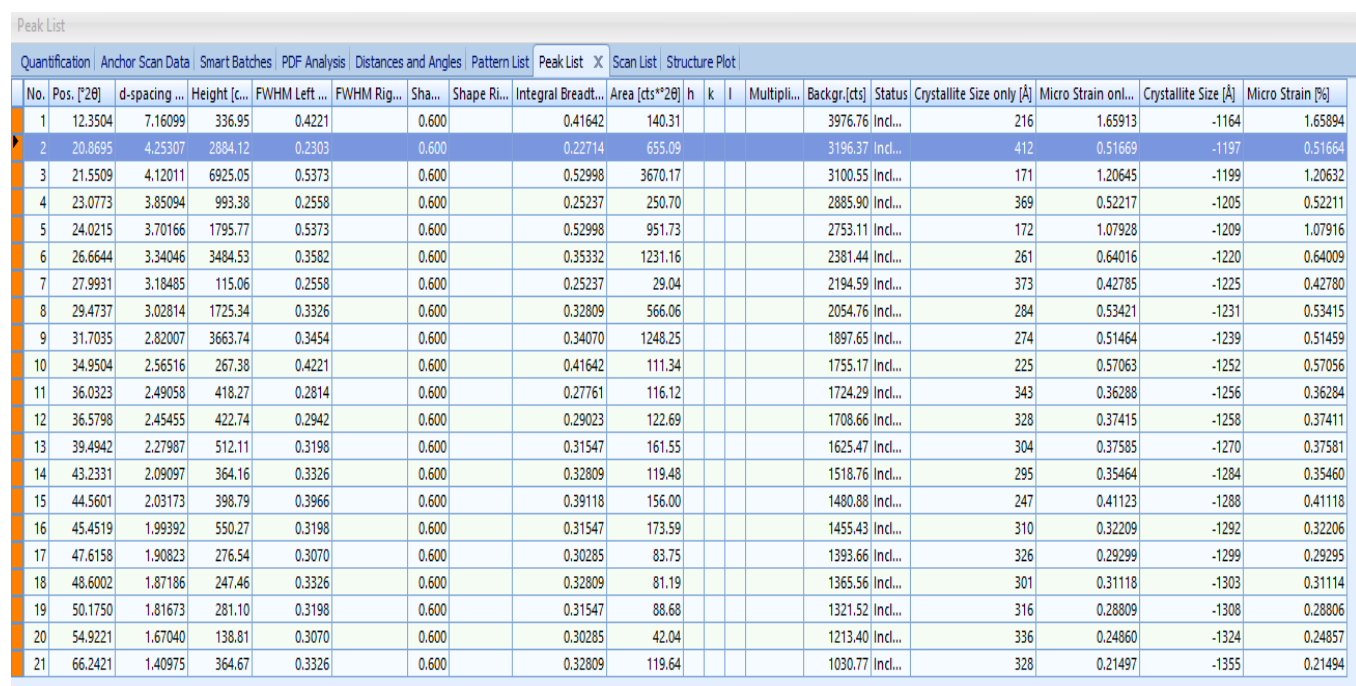 Peak List
Quantification Anchor Scan Data Smart Batches PDF Analysis Distances and Angles Pattern List Peak List X Scan List Structure Plot
No. Pos. [°2θ] d-spacing ... Height [c... FWHM Left ... FWHM Rig... Sha... Shape Ri... Integral Breadt... Area [cts*°2θ] h k l Multipli... Backgr.[cts] Status Crystallite Size only [Å] Micro Strain onl... Crystallite Size [Å] Micro Strain [%]
1 12.3504 7.16099 336.95 0.4221 0.600 0.41642 140.31 3976.76 Incl... 216 1.65913 -1164 1.65894
2 20.8695 4.25307 2884.12 0.2303 0.600 0.22714 655.09 3196.37 Incl... 412 0.51669 -1197 0.51664
3 21.5509 4.12011 6925.05 0.5373 0.600 0.52998 3670.17 3100.55 Incl... 171 1.20645 -1199 1.20632
4 23.0773 3.85094 993.38 0.2558 0.600 0.25237 250.70 2885.90 Incl... 369 0.52217 -1205 0.52211
5 24.0215 3.70166 1795.77 0.5373 0.600 0.52998 951.73 2753.11 Incl... 172 1.07928 -1209 1.07916
6 26.6644 3.34046 3484.53 0.3582 0.600 0.35332 1231.16 2381.44 Incl... 261 0.64016 -1220 0.64009
7 27.9931 3.18485 115.06 0.2558 0.600 0.25237 29.04 2194.59 Incl... 373 0.42785 -1225 0.42780
8 29.4737 3.02814 1725.34 0.3326 0.600 0.32809 566.06 2054.76 Incl... 284 0.53421 -1231 0.53415
9 31.7035 2.82007 3663.74 0.3454 0.600 0.34070 1248.25 1897.65 Incl... 274 0.51464 -1239 0.51459
10 34.9504 2.56516 267.38 0.4221 0.600 0.41642 111.34 1755.17 Incl... 225 0.57063 -1252 0.57056
11 36.0323 2.49058 418.27 0.2814 0.600 0.27761 116.12 1724.29 Incl... 343 0.36288 -1256 0.36284
12 36.5798 2.45455 422.74 0.2942 0.600 0.29023 122.69 1708.66 Incl... 328 0.37415 -1258 0.37411
13 39.4942 2.27987 512.11 0.3198 0.600 0.31547 161.55 1625.47 Incl... 304 0.37585 -1270 0.37581
14 43.2331 2.09097 364.16 0.3326 0.600 0.32809 119.48 1518.76 Incl... 295 0.35464 -1284 0.35460
15 44.5601 2.03173 398.79 0.3966 0.600 0.39118 156.00 1480.88 Incl... 247 0.41123 -1288 0.41118
16 45.4519 1.99392 550.27 0.3198 0.600 0.31547 173.59 1455.43 Incl... 310 0.32209 -1292 0.32206
17 47.6158 1.90823 276.54 0.3070 0.600 0.30285 83.75 1393.66 Incl... 326 0.29299 -1299 0.29295
18 48.6002 1.87186 247.46 0.3326 0.600 0.32809 81.19 1365.56 Incl... 301 0.31118 -1303 0.31114
19 50.1750 1.81673 281.10 0.3198 0.600 0.31547 88.68 1321.52 Incl... 316 0.28809 -1308 0.28806
20 54.9221 1.67040 138.81 0.3070 0.600 0.30285 42.04 1213.40 Incl... 336 0.24860 -1324 0.24857
21 66.2421 1.40975 364.67 0.3326 0.600 0.32809 119.64 1030.77 Incl... 328 0.21497 -1355 0.21494